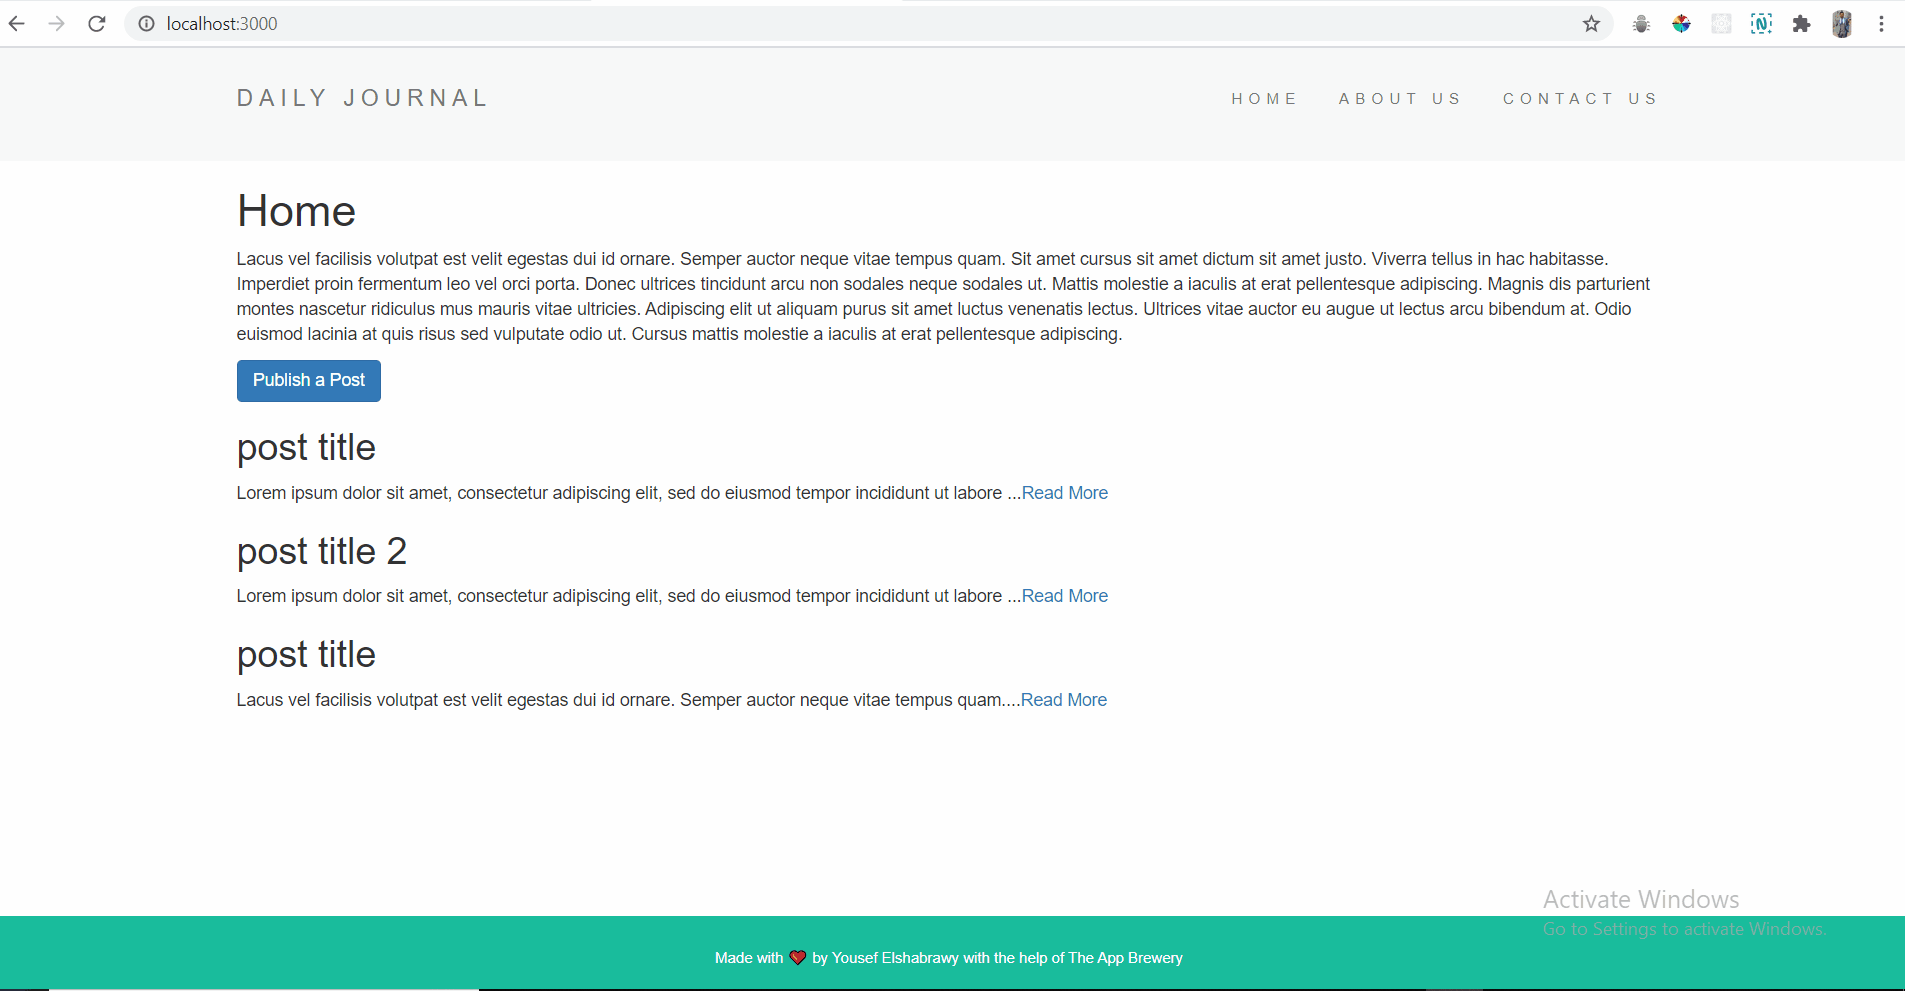 localhost:3000
DAILY JOURNAL
HOME ABOUT US CONTACT US
Home
Lacus vel facilisis volutpat est velit egestas dui id ornare. Semper auctor neque vitae tempus quam. Sit amet cursus sit amet dictum sit amet justo. Viverra tellus in hac habitasse.
Imperdiet proin fermentum leo vel orci porta. Donec ultrices tincidunt arcu non sodales neque sodales ut. Mattis molestie a iaculis at erat pellentesque adipiscing. Magnis dis parturient
montes nascetur ridiculus mus mauris vitae ultricies. Adipiscing elit ut aliquam purus sit amet luctus venenatis lectus. Ultrices vitae auctor eu augue ut lectus arcu bibendum at. Odio
euismod lacinia at quis risus sed vulputate odio ut. Cursus mattis molestie a iaculis at erat pellentesque adipiscing.
Publish a Post
post title
Lorem ipsum dolor sit amet, consectetur adipiscing elit, sed do eiusmod tempor incididunt ut labore ...Read More
post title 2
Lorem ipsum dolor sit amet, consectetur adipiscing elit, sed do eiusmod tempor incididunt ut labore ...Read More
post title
Lacus vel facilisis volutpat est velit egestas dui id ornare. Semper auctor neque vitae tempus quam....Read More
Activate Windows
Go to Settings to activate Windows.
Made with ❤ by Yousef Elshabrawy with the help of The App Brewery